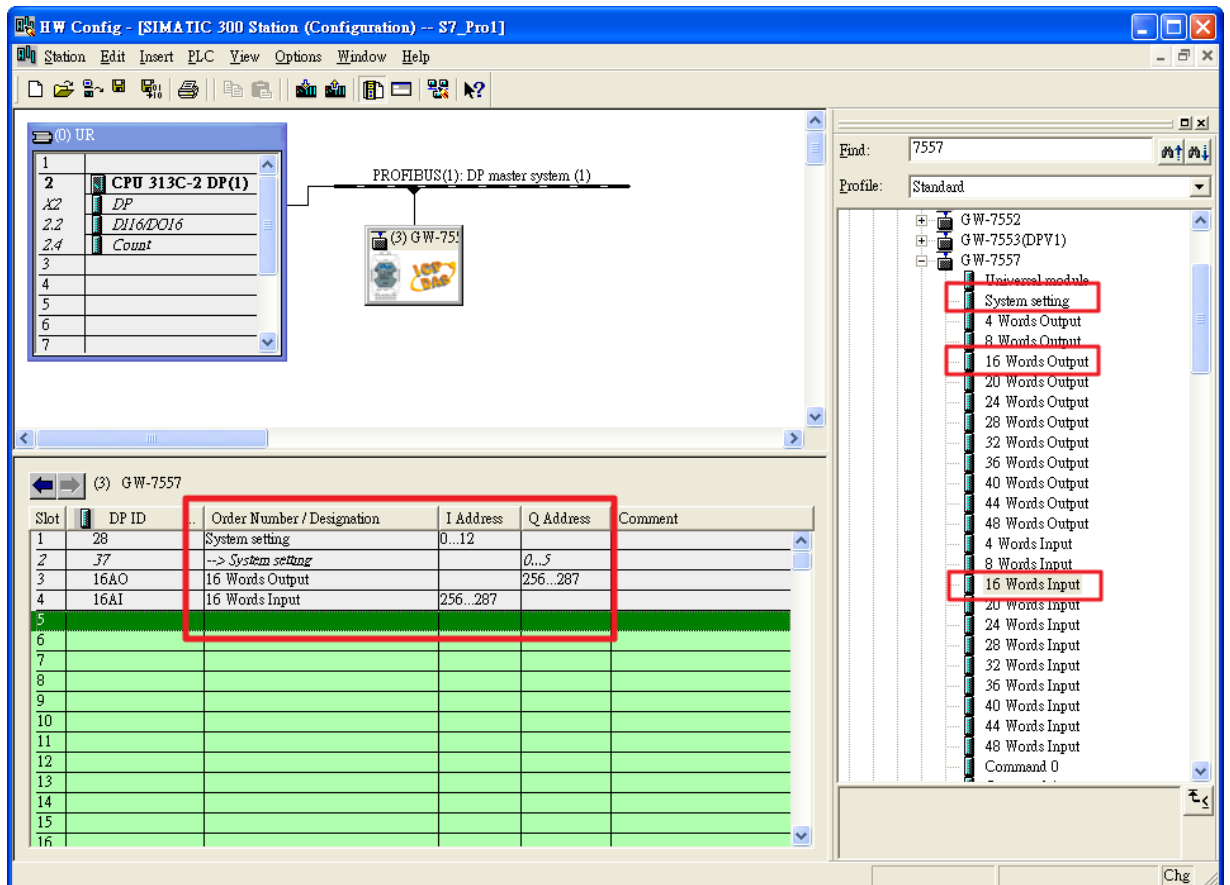 HW Config - [SIMATIC 300 Station (Configuration) -- S7_Pro1]
Station Edit Insert PLC View Options Window Help
(0) UR
1
2 CPU 313C-2 DP(1)
X2 DP
2.2 DI16/DO16
2.4 Count
3
4
5
6
7
PROFIBUS(1): DP master system (1)
(3) GW-75
ICP
DAS
Find: 7557
Profile: Standard
GW-7552
GW-7553(DPV1)
GW-7557
Universal module
System setting
4 Words Output
8 Words Output
16 Words Output
20 Words Output
24 Words Output
28 Words Output
32 Words Output
36 Words Output
40 Words Output
44 Words Output
48 Words Output
4 Words Input
8 Words Input
16 Words Input
20 Words Input
24 Words Input
28 Words Input
32 Words Input
36 Words Input
40 Words Input
44 Words Input
48 Words Input
Command 0
(3) GW-7557
Slot DP ID .. Order Number / Designation I Address Q Address Comment
1 28 System setting 0...12
2 37 --> System setting 0...5
3 16AO 16 Words Output 256...287
4 16AI 16 Words Input 256...287
5
6
7
8
9
10
11
12
13
14
15
16
Chg